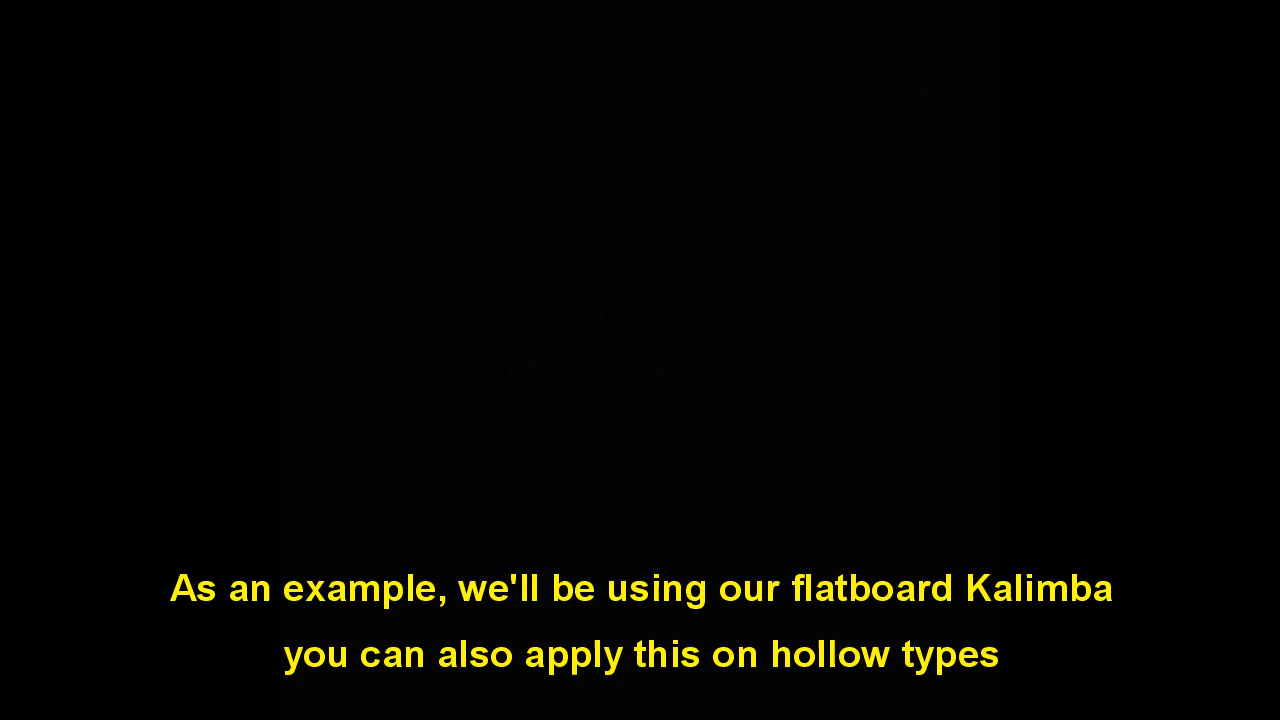 As an example, we'll be using our flatboard Kalimba
you can also apply this on hollow types